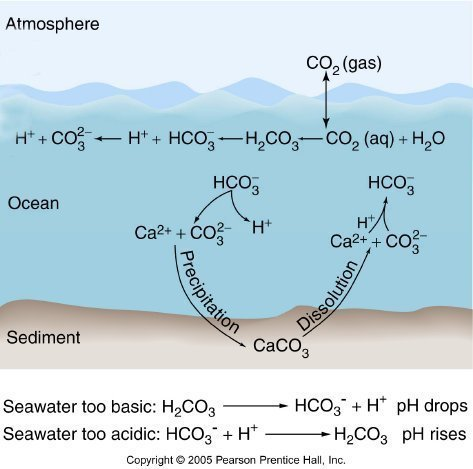 Atmosphere
CO₂ (gas)
H⁺ + CO₃²⁻ ← H⁺ + HCO₃⁻ ← H₂CO₃ ← CO₂ (aq) + H₂O
HCO₃⁻
HCO₃⁻
Ocean
H⁺
H⁺
Ca²⁺ + CO₃²⁻
Ca²⁺ + CO₃²⁻
Precipitation
Dissolution
Sediment
CaCO₃
Seawater too basic: H₂CO₃ → HCO₃⁻ + H⁺ pH drops
Seawater too acidic: HCO₃⁻ + H⁺ → H₂CO₃ pH rises
Copyright © 2005 Pearson Prentice Hall, Inc.